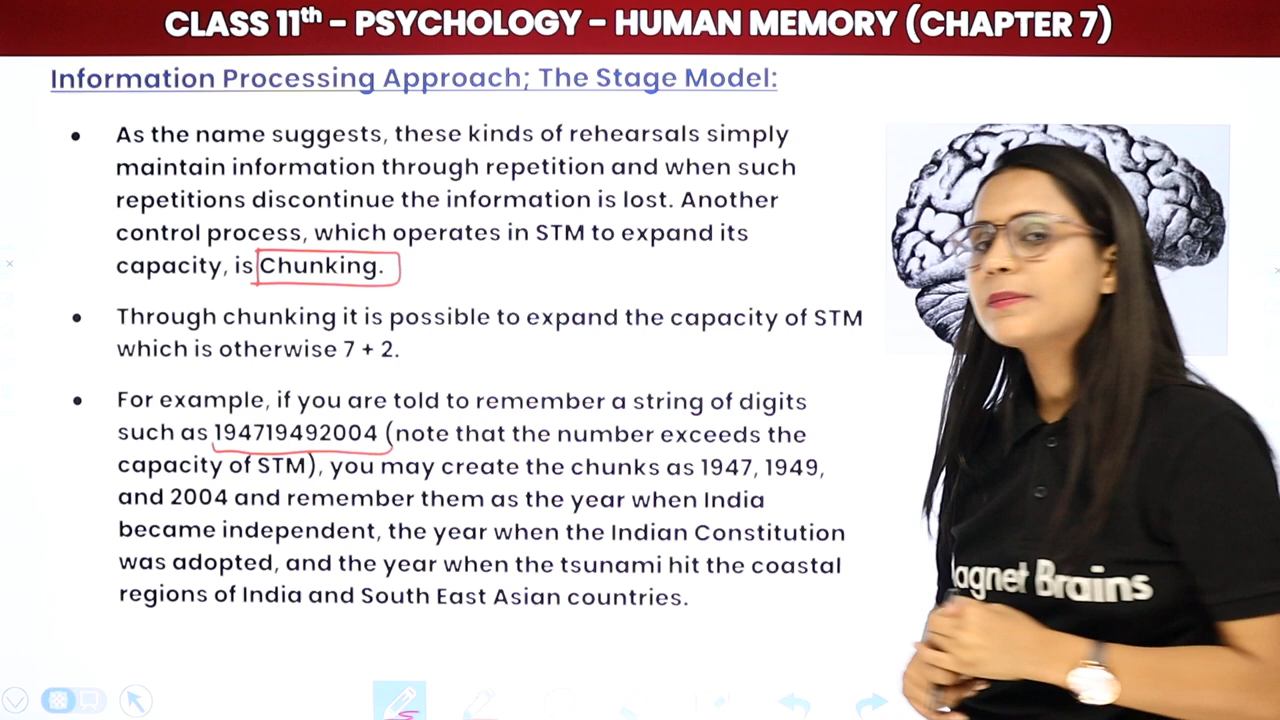 CLASS 11th - PSYCHOLOGY - HUMAN MEMORY (CHAPTER 7)
Information Processing Approach; The Stage Model:
• As the name suggests, these kinds of rehearsals simply
maintain information through repetition and when such
repetitions discontinue the information is lost. Another
control process, which operates in STM to expand its
capacity, is Chunking.
• Through chunking it is possible to expand the capacity of STM
which is otherwise 7 + 2.
• For example, if you are told to remember a string of digits
such as 194719492004 (note that the number exceeds the
capacity of STM), you may create the chunks as 1947, 1949,
and 2004 and remember them as the year when India
became independent, the year when the Indian Constitution
was adopted, and the year when the tsunami hit the coastal
regions of India and South East Asian countries.
agnet Brains